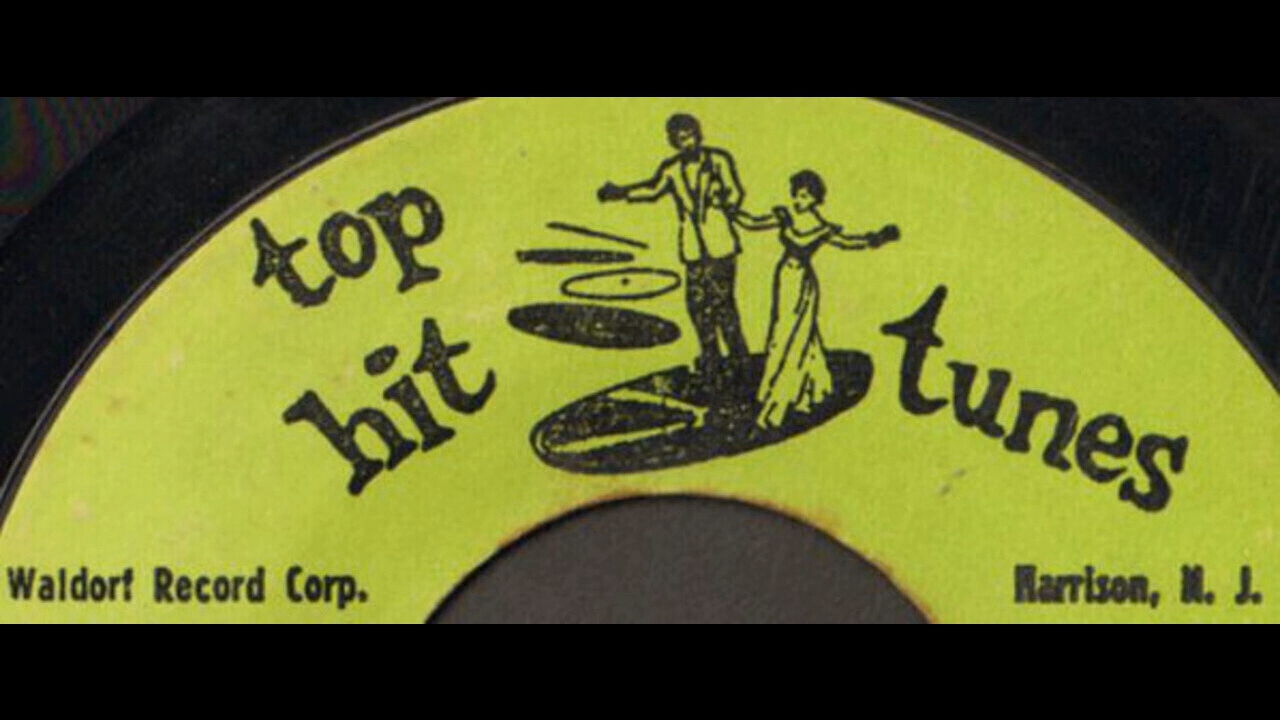 top
hit
tunes
Waldorf Record Corp.
Harrison, N. J.